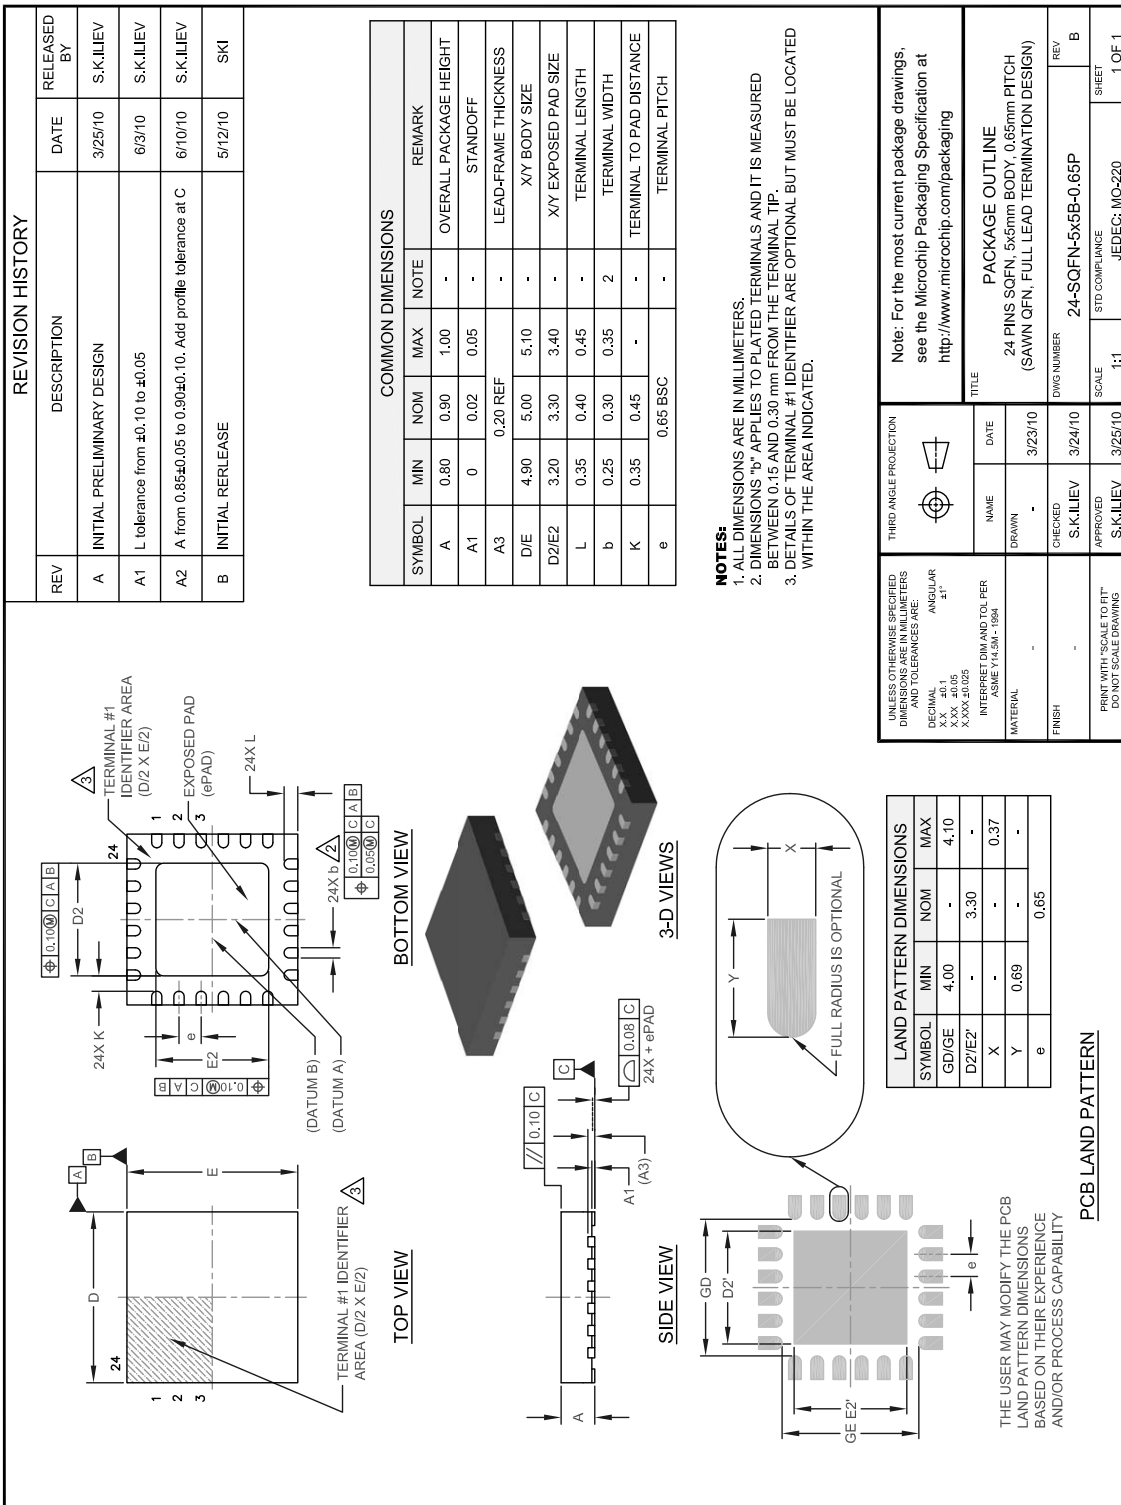 REVISION HISTORY
REV DESCRIPTION DATE RELEASED BY
A INITIAL PRELIMINARY DESIGN 3/25/10 S.K.ILIEV
A1 L tolerance from ±0.10 to ±0.05 6/3/10 S.K.ILIEV
A2 A from 0.85±0.05 to 0.90±0.10. Add profile tolerance at C 6/10/10 S.K.ILIEV
B INITIAL RERLEASE 5/12/10 SKI
D
E
A
B
24
1
2
3
TERMINAL #1 IDENTIFIER
AREA (D/2 X E/2)
3
TOP VIEW
0.10 M C A B
D2
24X K
24
1
2
3
3
TERMINAL #1
IDENTIFIER AREA
(D/2 X E/2)
EXPOSED PAD
(ePAD)
24X L
e
E2
0.10 M C A B
(DATUM B)
(DATUM A)
24X b
2
0.10 M C A B
0.05 M C
BOTTOM VIEW
COMMON DIMENSIONS
SYMBOL MIN NOM MAX NOTE REMARK
A 0.80 0.90 1.00 - OVERALL PACKAGE HEIGHT
A1 0 0.02 0.05 - STANDOFF
A3 0.20 REF - LEAD-FRAME THICKNESS
D/E 4.90 5.00 5.10 - X/Y BODY SIZE
D2/E2 3.20 3.30 3.40 - X/Y EXPOSED PAD SIZE
L 0.35 0.40 0.45 - TERMINAL LENGTH
b 0.25 0.30 0.35 2 TERMINAL WIDTH
K 0.35 0.45 - - TERMINAL TO PAD DISTANCE
e 0.65 BSC - TERMINAL PITCH
// 0.10 C
A
A1
(A3)
C
0.08 C
24X + ePAD
SIDE VIEW
3-D VIEWS
NOTES:
1. ALL DIMENSIONS ARE IN MILLIMETERS.
2. DIMENSIONS "b" APPLIES TO PLATED TERMINALS AND IT IS MEASURED
BETWEEN 0.15 AND 0.30 mm FROM THE TERMINAL TIP.
3. DETAILS OF TERMINAL #1 IDENTIFIER ARE OPTIONAL BUT MUST BE LOCATED
WITHIN THE AREA INDICATED.
GD
D2'
GE E2'
e
Y
X
FULL RADIUS IS OPTIONAL
LAND PATTERN DIMENSIONS
SYMBOL MIN NOM MAX
GD/GE 4.00 - 4.10
D2'/E2' - 3.30 -
X - - 0.37
Y 0.69 - -
e 0.65
THE USER MAY MODIFY THE PCB
LAND PATTERN DIMENSIONS
BASED ON THEIR EXPERIENCE
AND/OR PROCESS CAPABILITY
PCB LAND PATTERN
UNLESS OTHERWISE SPECIFIED
DIMENSIONS ARE IN MILLIMETERS
AND TOLERANCES ARE:
DECIMAL ANGULAR
X.X ±0.1 ±1°
X.XX ±0.05
X.XXX ±0.025
INTERPRET DIM AND TOL PER
ASME Y14.5M - 1994
MATERIAL
-
FINISH
-
PRINT WITH "SCALE TO FIT"
DO NOT SCALE DRAWING
THIRD ANGLE PROJECTION
NAME DATE
DRAWN
- 3/23/10
CHECKED
S.K.ILIEV 3/24/10
APPROVED
S.K.ILIEV 3/25/10
Note: For the most current package drawings,
see the Microchip Packaging Specification at
http://www.microchip.com/packaging
TITLE
PACKAGE OUTLINE
24 PINS SQFN, 5x5mm BODY, 0.65mm PITCH
(SAWN QFN, FULL LEAD TERMINATION DESIGN)
DWG NUMBER
24-SQFN-5x5B-0.65P
REV
B
SCALE
1:1
STD COMPLIANCE
JEDEC: MO-220
SHEET
1 OF 1